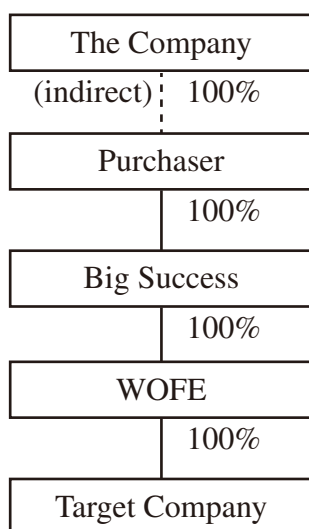 The Company
(indirect) 100%
Purchaser
100%
Big Success
100%
WOFE
100%
Target Company